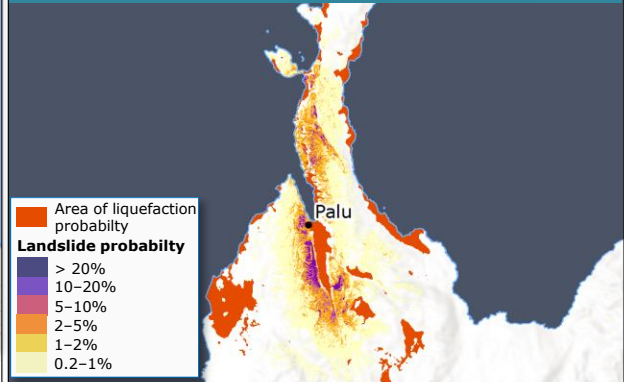 Palu
Area of liquefaction
probabilty
Landslide probabilty
> 20%
10–20%
5–10%
2–5%
1–2%
0.2–1%